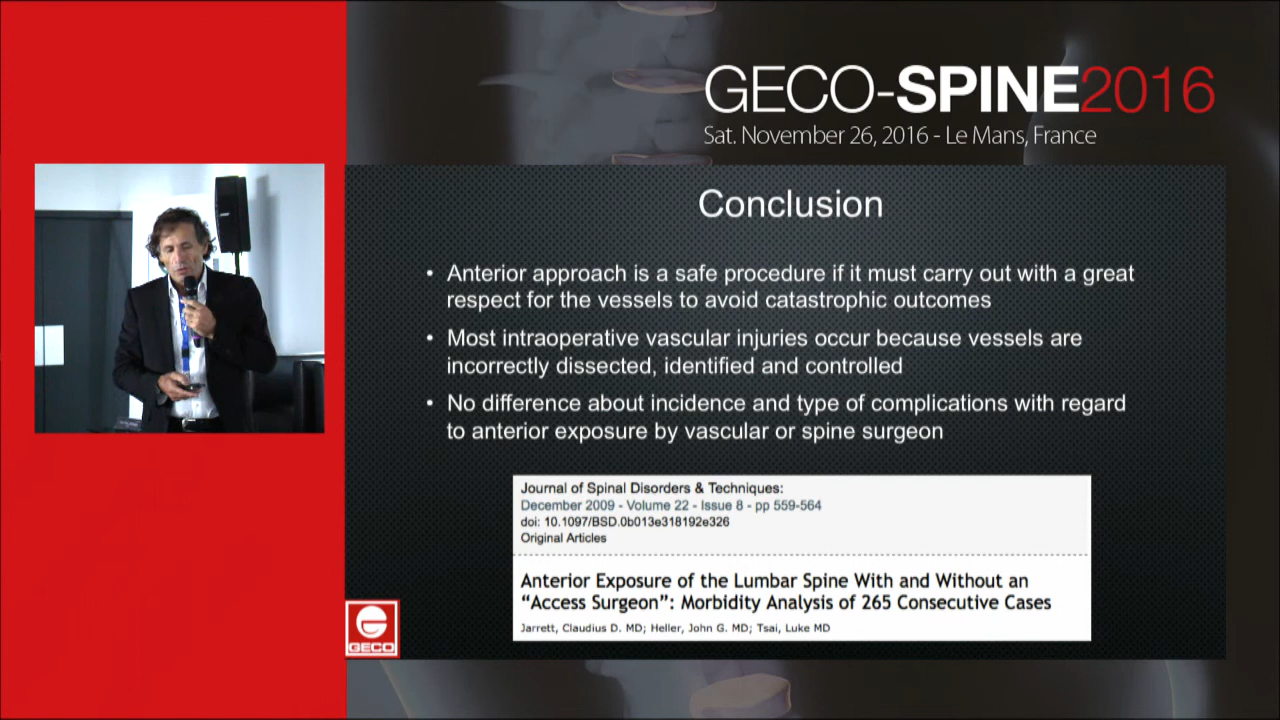 GECO-SPINE2016
Sat. November 26, 2016 - Le Mans, France
Conclusion
• Anterior approach is a safe procedure if it must carry out with a great
respect for the vessels to avoid catastrophic outcomes
• Most intraoperative vascular injuries occur because vessels are
incorrectly dissected, identified and controlled
• No difference about incidence and type of complications with regard
to anterior exposure by vascular or spine surgeon
Journal of Spinal Disorders & Techniques:
December 2009 - Volume 22 - Issue 8 - pp 559-564
doi: 10.1097/BSD.0b013e318192e326
Original Articles
Anterior Exposure of the Lumbar Spine With and Without an
“Access Surgeon”: Morbidity Analysis of 265 Consecutive Cases
Jarrett, Claudius D. MD; Heller, John G. MD; Tsai, Luke MD
GECO